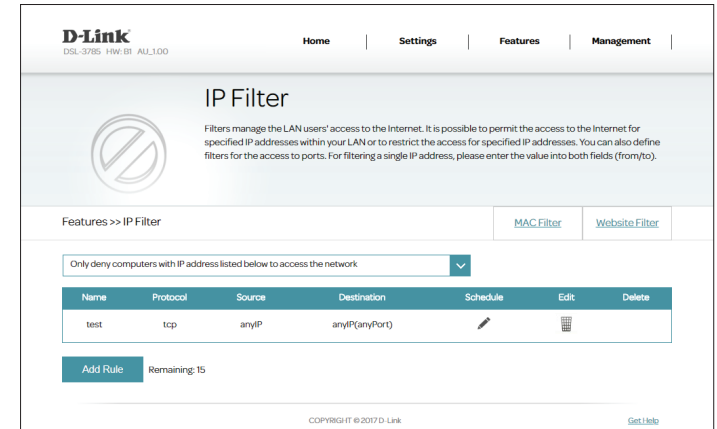 D-Link
DSL-3785 HW: B1 AU_1.00
Home Settings Features Management
IP Filter
Filters manage the LAN users' access to the Internet. It is possible to permit the access to the Internet for
specified IP addresses within your LAN or to restrict the access for specified IP addresses. You can also define
filters for the access to ports. For filtering a single IP address, please enter the value into both fields (from/to).
Features >> IP Filter MAC Filter Website Filter
Only deny computers with IP address listed below to access the network
Name Protocol Source Destination Schedule Edit Delete
test tcp anyIP anyIP(anyPort)
Add Rule Remaining: 15
COPYRIGHT © 2017 D-Link Get Help